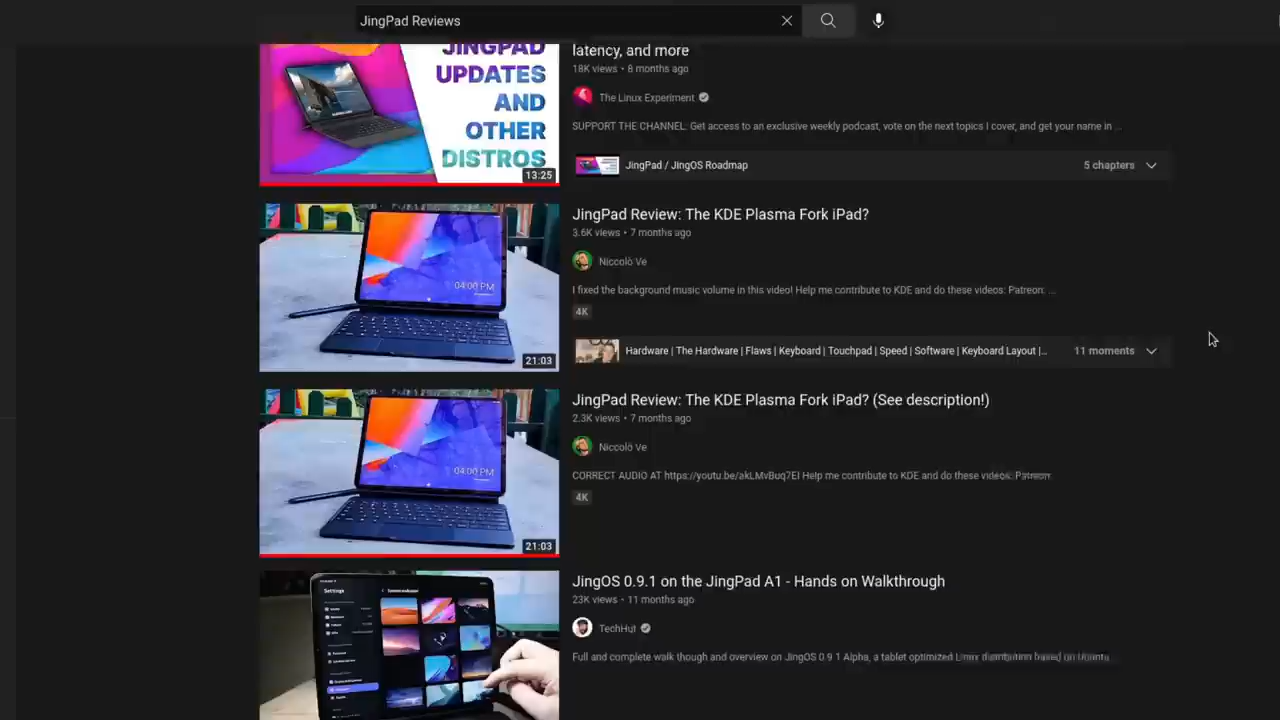 JingPad Reviews
JINGPAD
UPDATES
AND
OTHER
DISTROS
13:25
latency, and more
18K views • 8 months ago
The Linux Experiment
SUPPORT THE CHANNEL: Get access to an exclusive weekly podcast, vote on the next topics I cover, and get your name in ...
JingPad / JingOS Roadmap
5 chapters
04:00 PM
21:03
JingPad Review: The KDE Plasma Fork iPad?
3.6K views • 7 months ago
Niccolò Ve
I fixed the background music volume in this video! Help me contribute to KDE and do these videos: Patreon: ...
4K
Hardware | The Hardware | Flaws | Keyboard | Touchpad | Speed | Software | Keyboard Layout |...
11 moments
04:00 PM
21:03
JingPad Review: The KDE Plasma Fork iPad? (See description!)
2.3K views • 7 months ago
Niccolò Ve
CORRECT AUDIO AT https://youtu.be/akLMvBuq7EI Help me contribute to KDE and do these videos: Patreon
4K
Settings
JingOS 0.9.1 on the JingPad A1 - Hands on Walkthrough
23K views • 11 months ago
TechHut
Full and complete walk though and overview on JingOS 0.9 1 Alpha, a tablet optimized Linux distribution based on Ubuntu